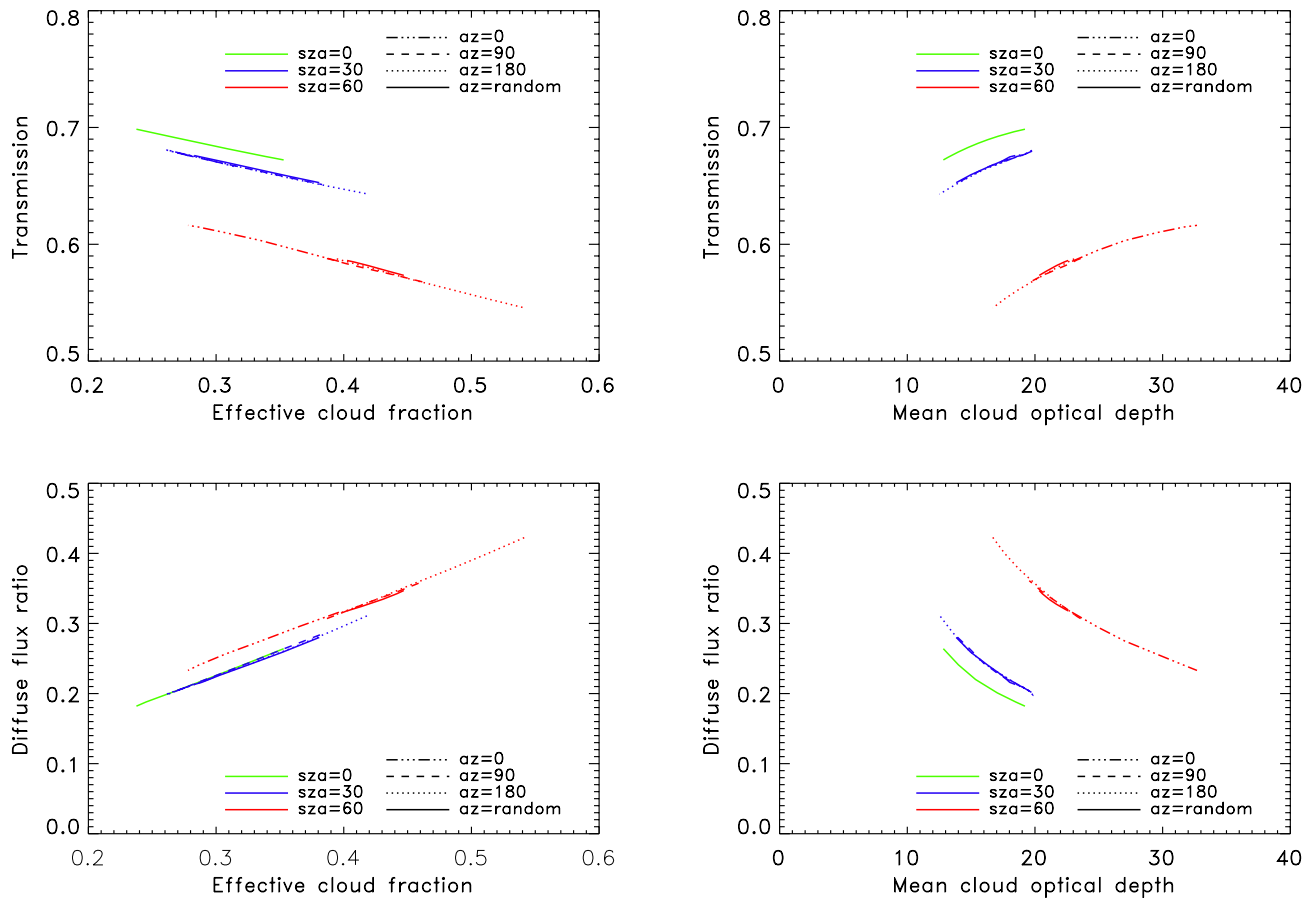 0.8
0.7
0.6
0.5
Transmission
sza=0
sza=30
sza=60
az=0
az=90
az=180
az=random
0.2 0.3 0.4 0.5 0.6
Effective cloud fraction
0.8
0.7
0.6
0.5
Transmission
sza=0
sza=30
sza=60
az=0
az=90
az=180
az=random
0 10 20 30 40
Mean cloud optical depth
0.5
0.4
0.3
0.2
0.1
0.0
Diffuse flux ratio
sza=0
sza=30
sza=60
az=0
az=90
az=180
az=random
0.2 0.3 0.4 0.5 0.6
Effective cloud fraction
0.5
0.4
0.3
0.2
0.1
0.0
Diffuse flux ratio
sza=0
sza=30
sza=60
az=0
az=90
az=180
az=random
0 10 20 30 40
Mean cloud optical depth